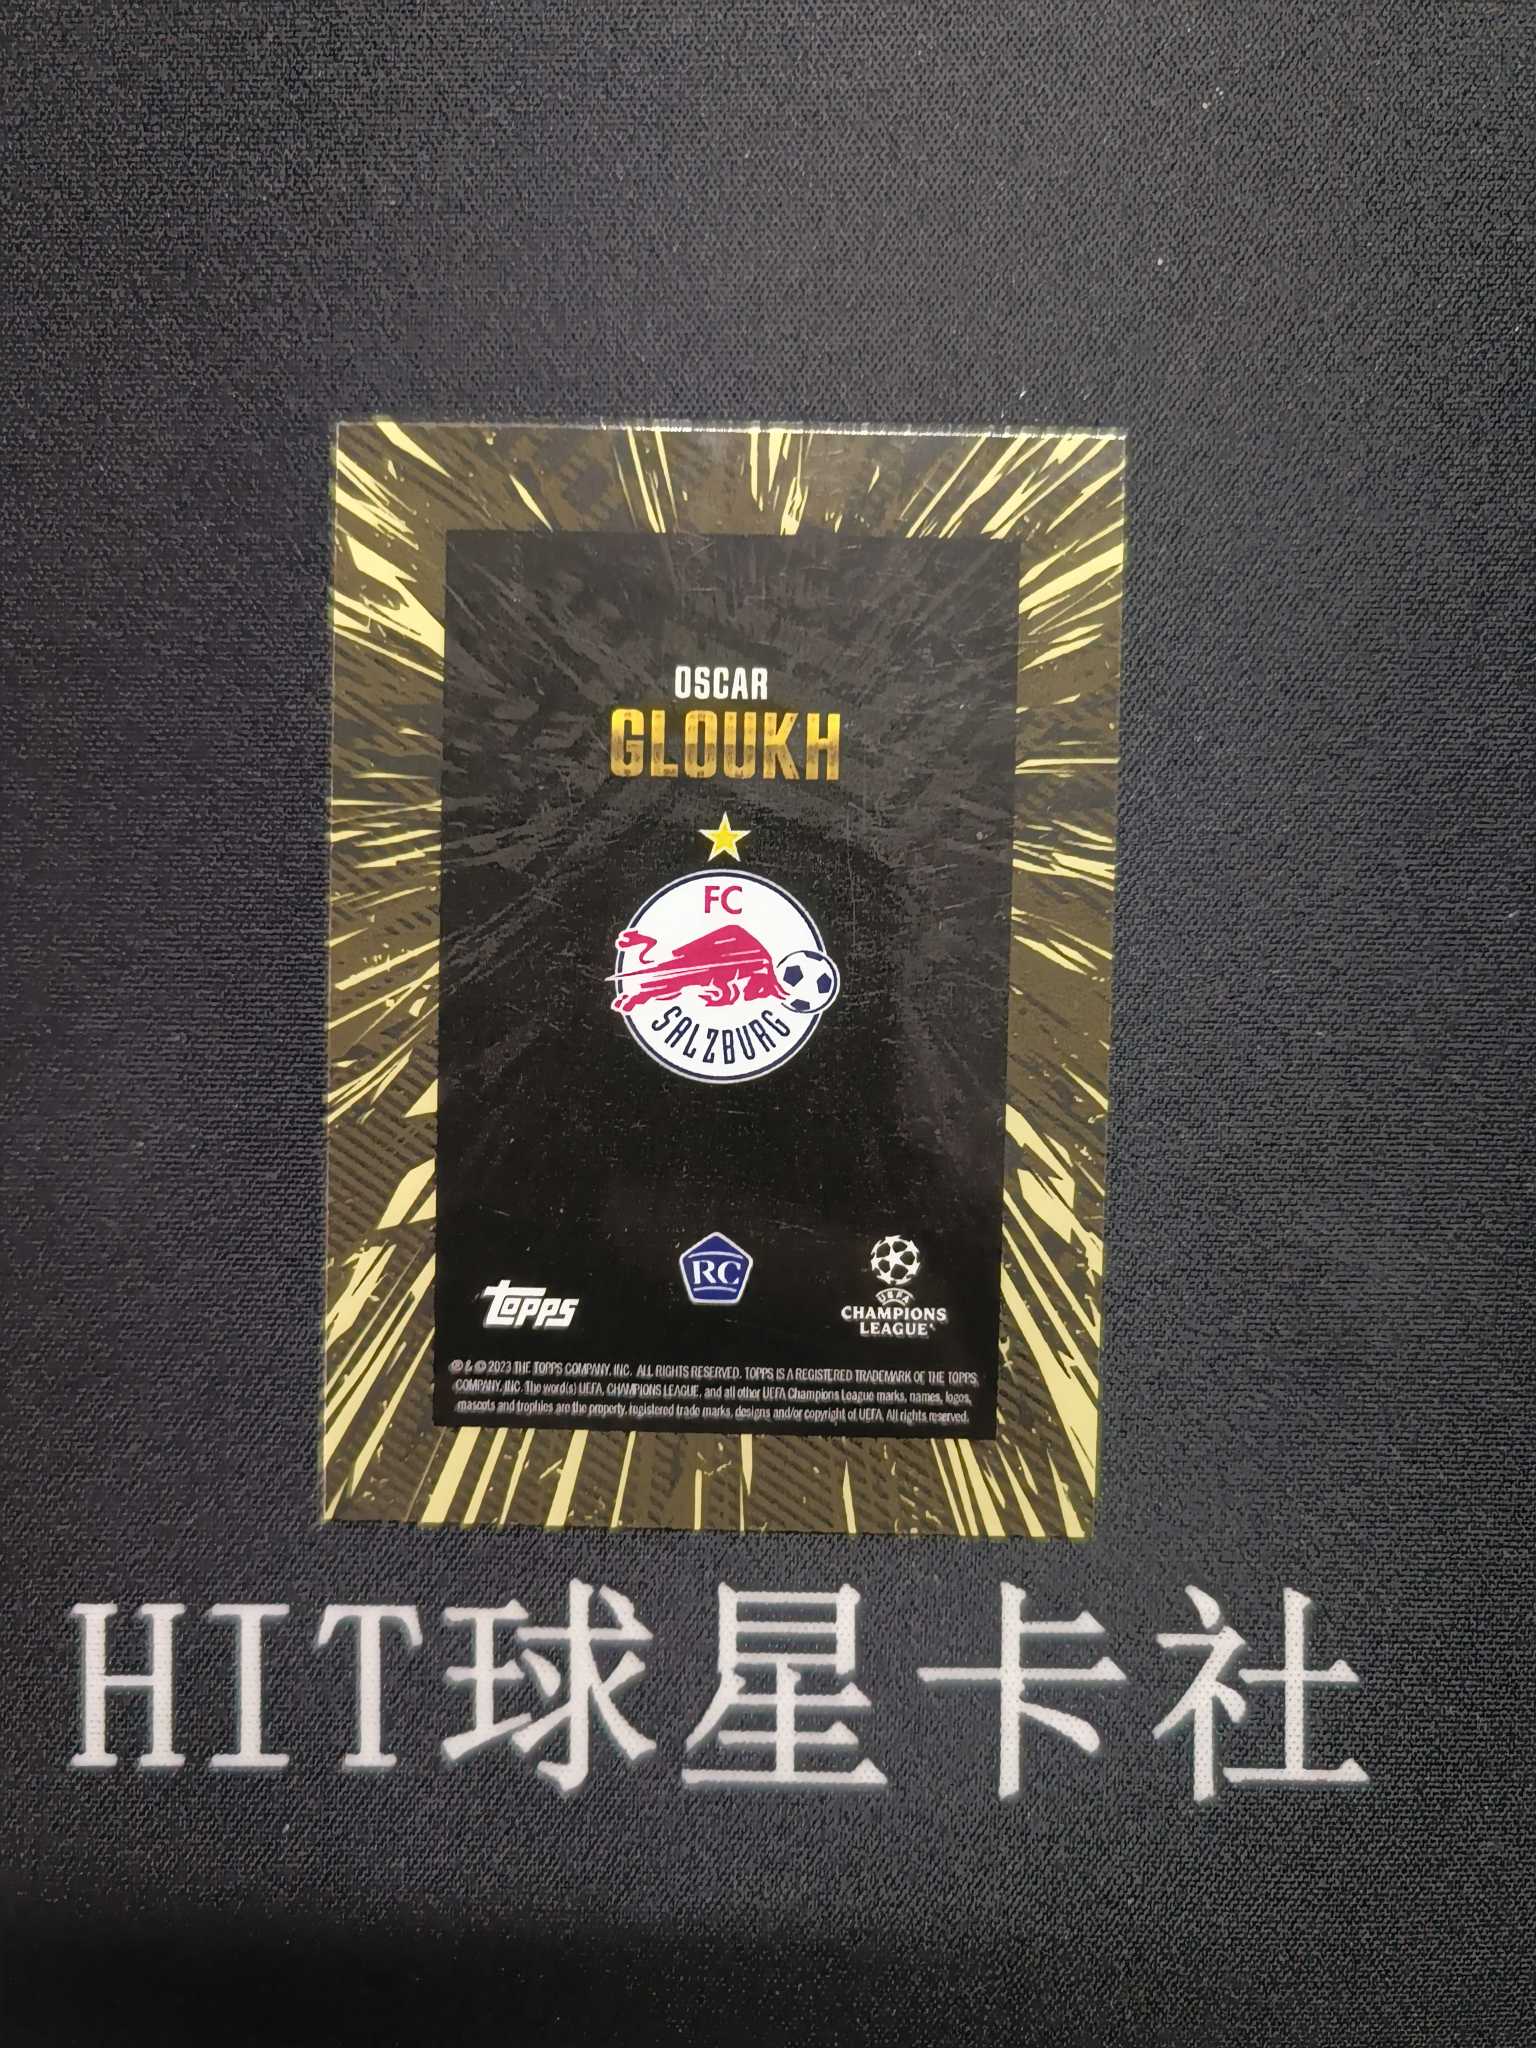 OSCAR
GLOUKH
FC
SALZBURG
topps
RC
UEFA
CHAMPIONS
LEAGUE
℗ & © 2023 THE TOPPS COMPANY, INC. ALL RIGHTS RESERVED. TOPPS IS A REGISTERED TRADEMARK OF THE TOPPS
COMPANY, INC. The word(s) UEFA, CHAMPIONS LEAGUE, and all other UEFA Champions League marks, names, logos,
mascots and trophies are the property, registered trade marks, designs and/or copyright of UEFA. All rights reserved.
HIT球星卡社